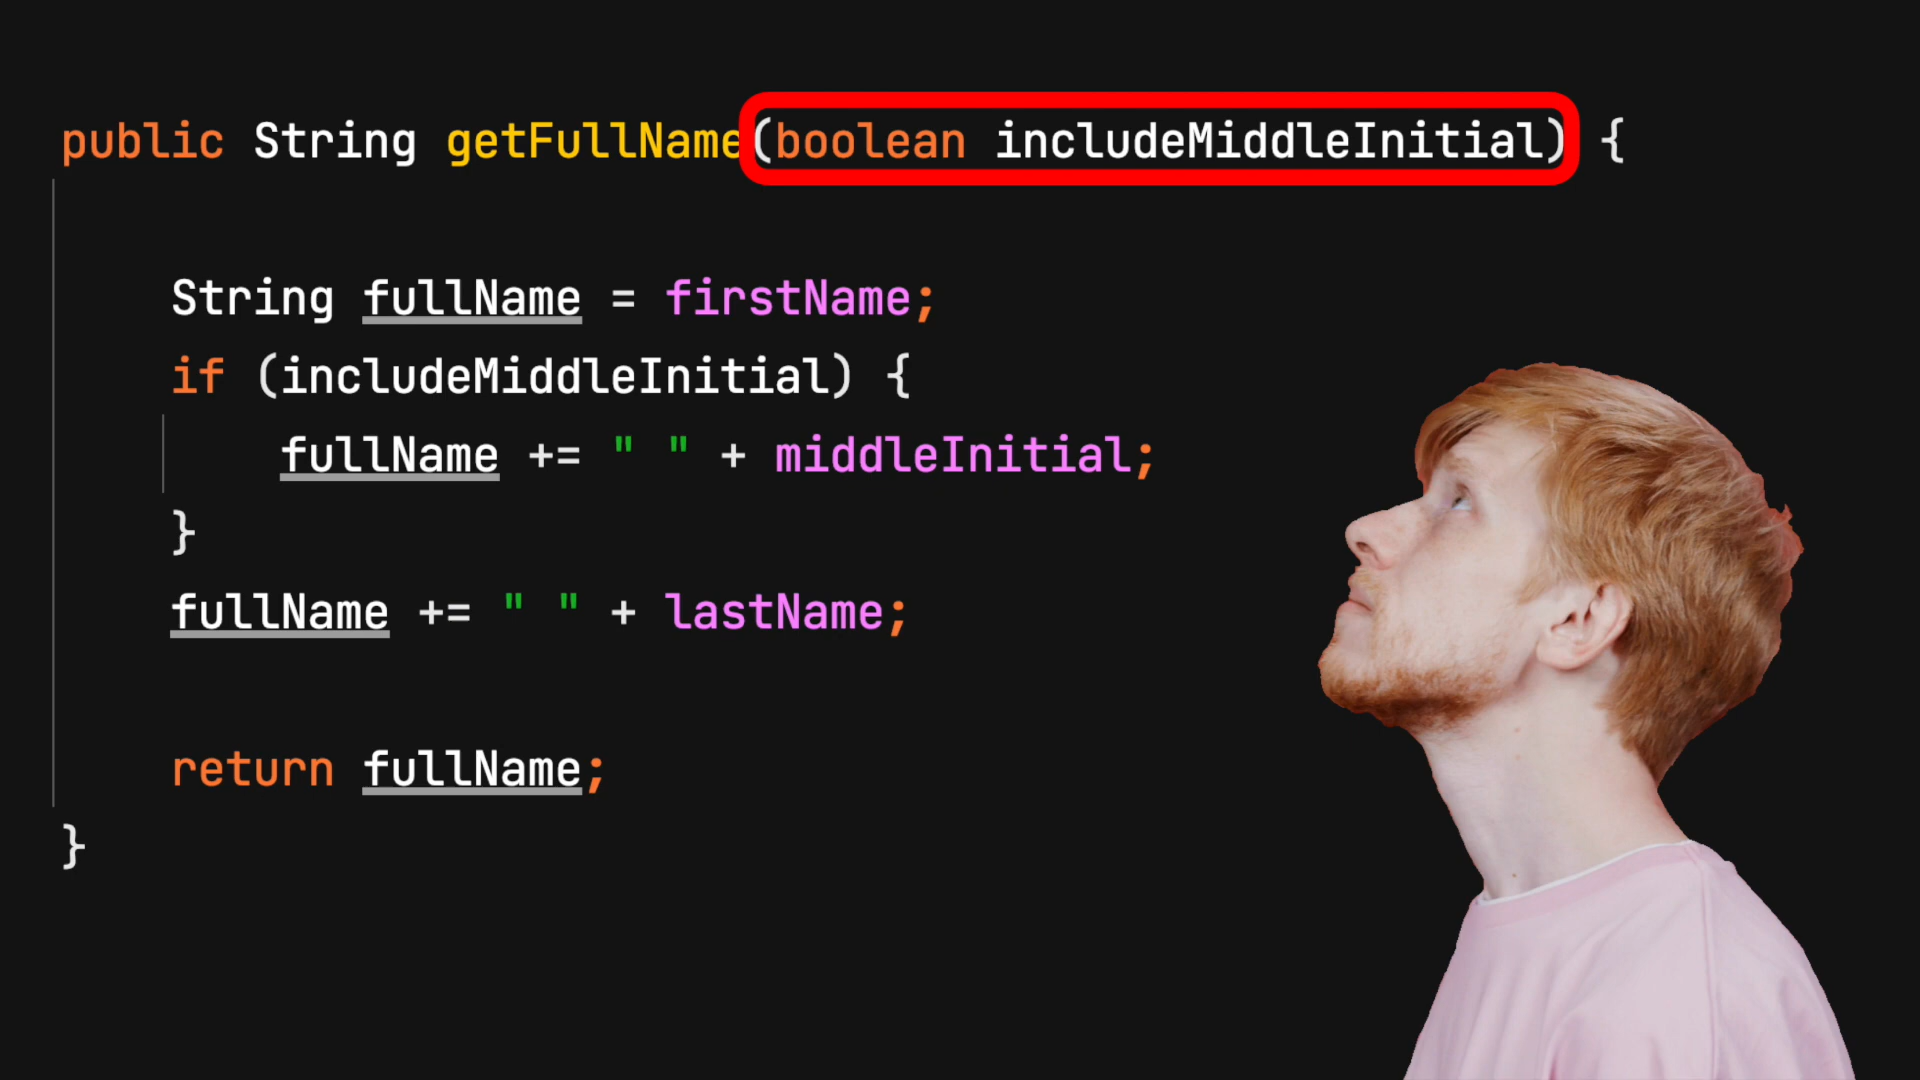 public String getFullName(boolean includeMiddleInitial) {
String fullName = firstName;
if (includeMiddleInitial) {
fullName += " " + middleInitial;
}
fullName += " " + lastName;
return fullName;
}